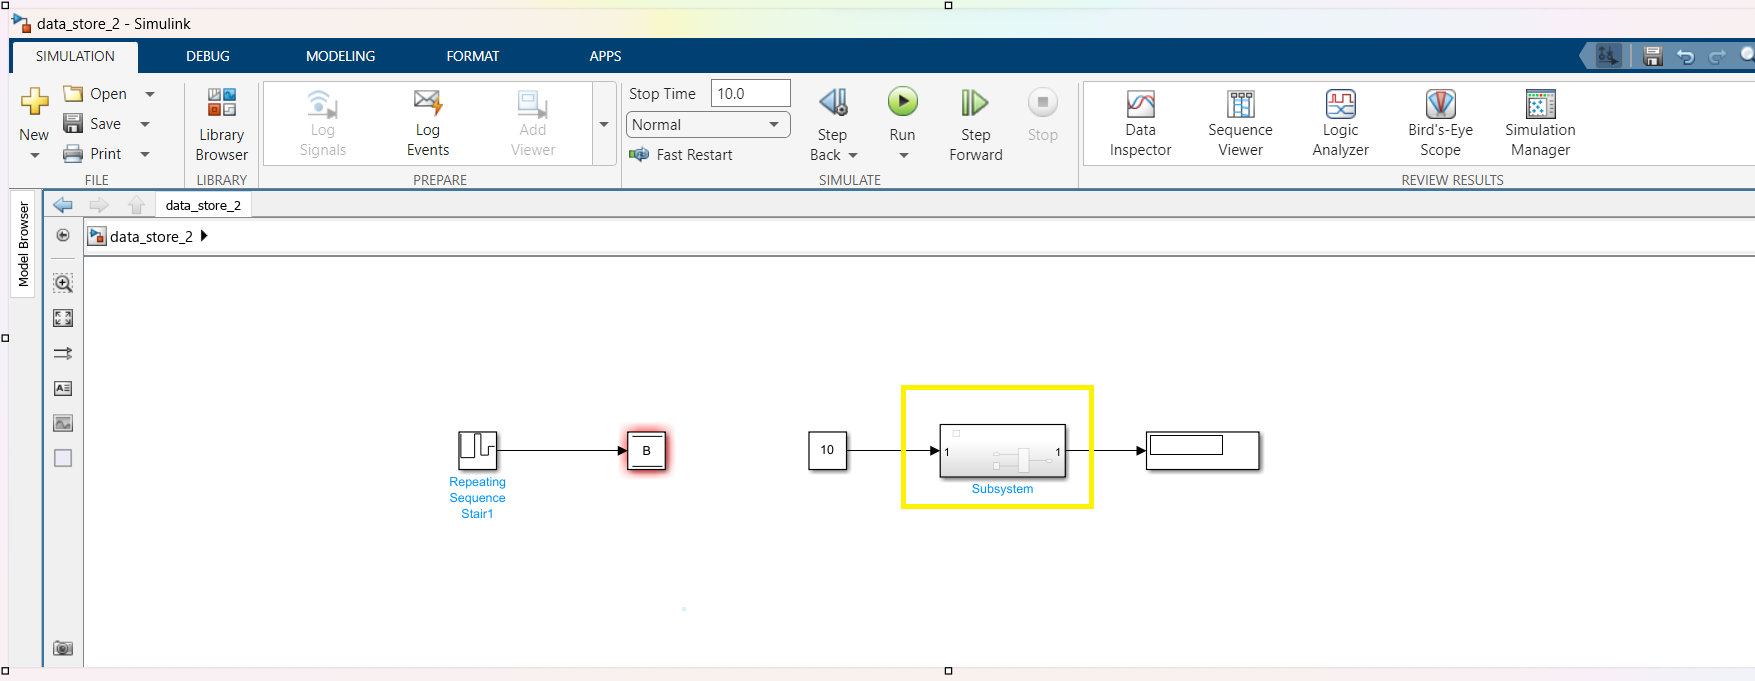 data_store_2 - Simulink
SIMULATION DEBUG MODELING FORMAT APPS
New
Open
Save
Print
FILE
Library
Browser
LIBRARY
Log
Signals
Log
Events
Add
Viewer
PREPARE
Stop Time 10.0
Normal
Fast Restart
Step
Back
Run
Step
Forward
Stop
SIMULATE
Data
Inspector
Sequence
Viewer
Logic
Analyzer
Bird's-Eye
Scope
Simulation
Manager
REVIEW RESULTS
Model Browser
data_store_2
data_store_2
Repeating
Sequence
Stair1
B
10
1
1
Subsystem